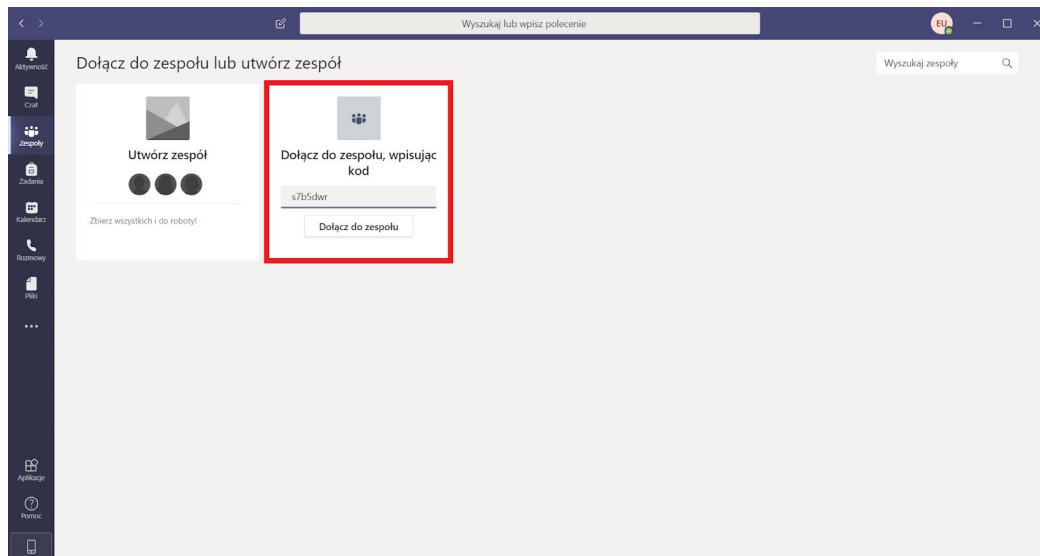 Wyszukaj lub wpisz polecenie
EU
Aktywność
Czat
Zespoły
Zadania
Kalendarz
Rozmowy
Pliki
Aplikacje
Pomoc
Dołącz do zespołu lub utwórz zespół
Wyszukaj zespoły
Utwórz zespół
Zbierz wszystkich i do roboty!
Dołącz do zespołu, wpisując
kod
s7b5dwr
Dołącz do zespołu